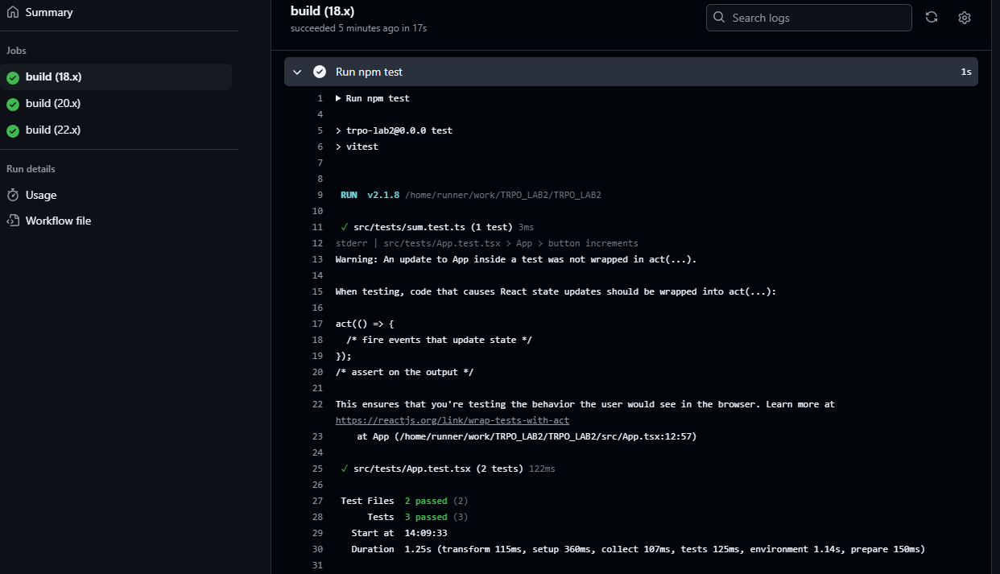 Summary
Jobs
build (18.x)
build (20.x)
build (22.x)
Run details
Usage
Workflow file
build (18.x)
succeeded 5 minutes ago in 17s
Search logs
Run npm test 1s
1 Run npm test
4
5 > trpo-lab2@0.0.0 test
6 > vitest
7
8
9 RUN v2.1.8 /home/runner/work/TRPO_LAB2/TRPO_LAB2
10
11 ✓ src/tests/sum.test.ts (1 test) 3ms
12 stderr | src/tests/App.test.tsx > App > button increments
13 Warning: An update to App inside a test was not wrapped in act(...).
14
15 When testing, code that causes React state updates should be wrapped into act(...):
16
17 act(() => {
18 /* fire events that update state */
19 });
20 /* assert on the output */
21
22 This ensures that you're testing the behavior the user would see in the browser. Learn more at
https://reactjs.org/link/wrap-tests-with-act
23 at App (/home/runner/work/TRPO_LAB2/TRPO_LAB2/src/App.tsx:12:57)
24
25 ✓ src/tests/App.test.tsx (2 tests) 122ms
26
27 Test Files 2 passed (2)
28 Tests 3 passed (3)
29 Start at 14:09:33
30 Duration 1.25s (transform 115ms, setup 360ms, collect 107ms, tests 125ms, environment 1.14s, prepare 150ms)
31